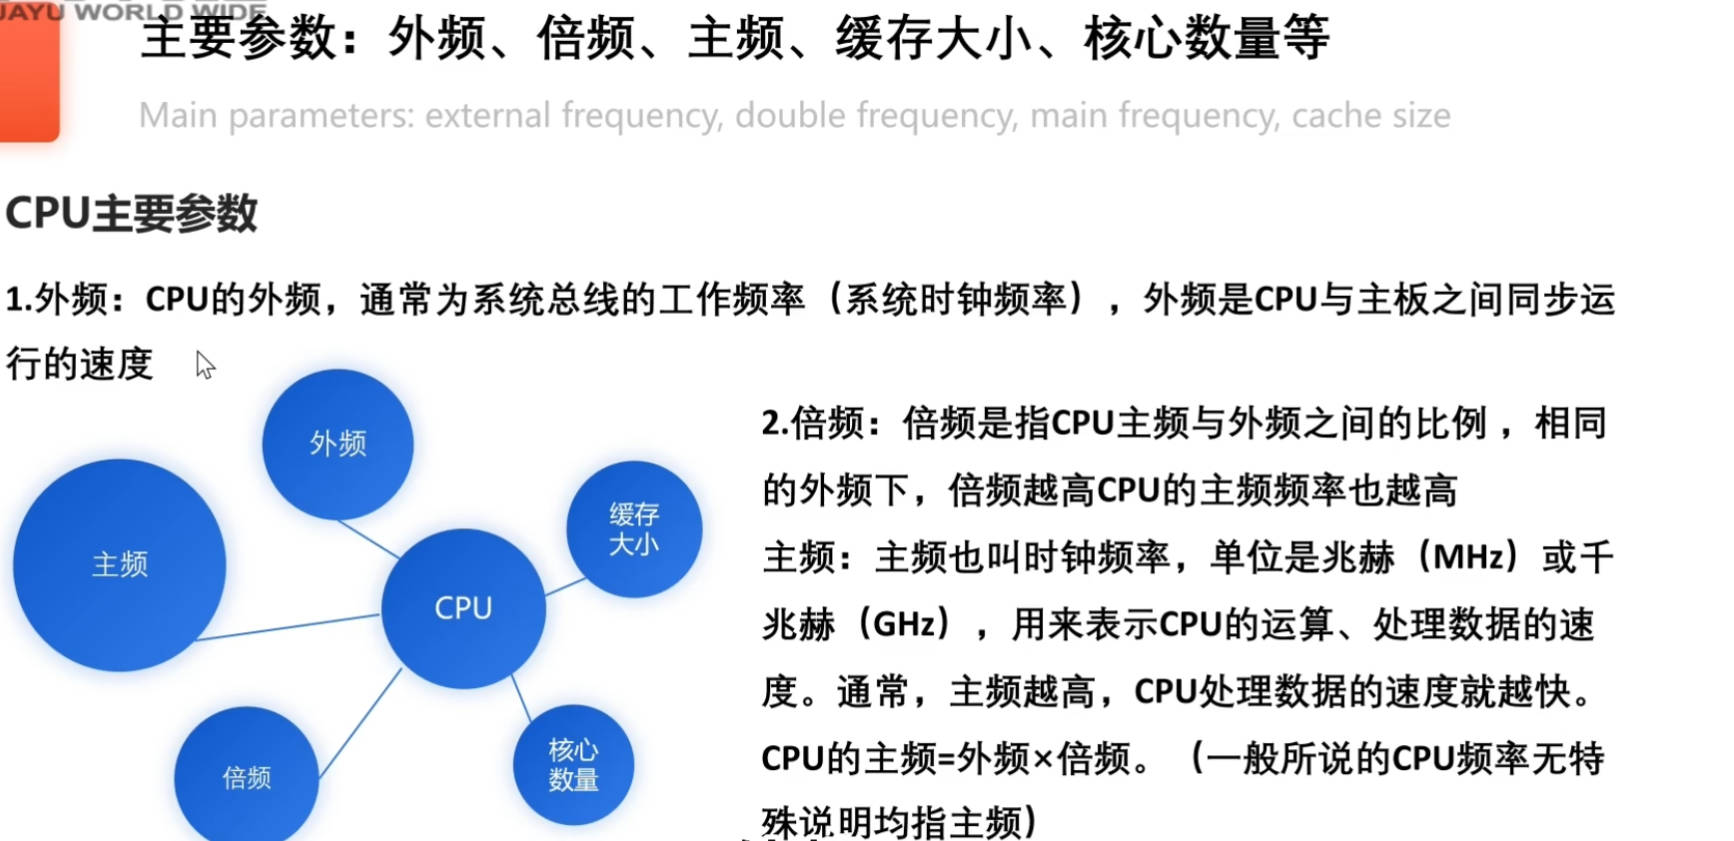 JAYU WORLD WIDE
主要参数：外频、倍频、主频、缓存大小、核心数量等
Main parameters: external frequency, double frequency, main frequency, cache size
CPU主要参数
1.外频：CPU的外频，通常为系统总线的工作频率（系统时钟频率），外频是CPU与主板之间同步运
行的速度
外频
主频
缓存
大小
CPU
倍频
核心
数量
2.倍频：倍频是指CPU主频与外频之间的比例，相同
的外频下，倍频越高CPU的主频频率也越高
主频：主频也叫时钟频率，单位是兆赫（MHz）或千
兆赫（GHz），用来表示CPU的运算、处理数据的速
度。通常，主频越高，CPU处理数据的速度就越快。
CPU的主频=外频×倍频。（一般所说的CPU频率无特
殊说明均指主频）